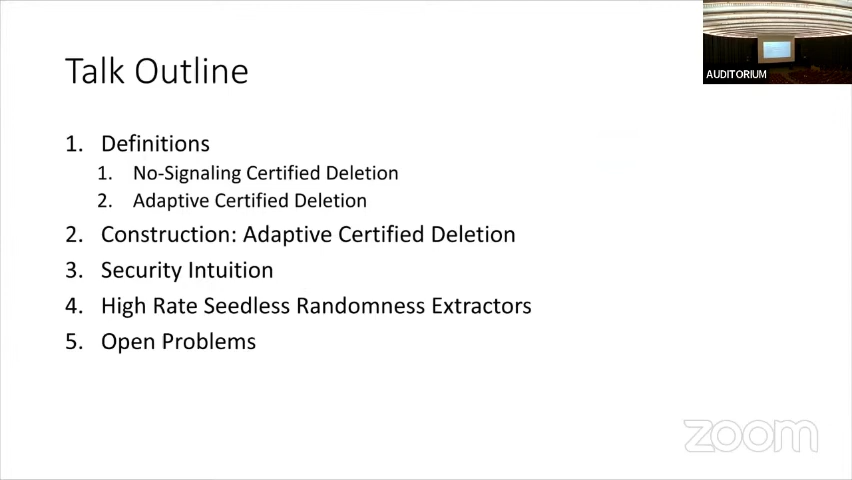 Talk Outline
AUDITORIUM
1. Definitions
1. No-Signaling Certified Deletion
2. Adaptive Certified Deletion
2. Construction: Adaptive Certified Deletion
3. Security Intuition
4. High Rate Seedless Randomness Extractors
5. Open Problems
zoom